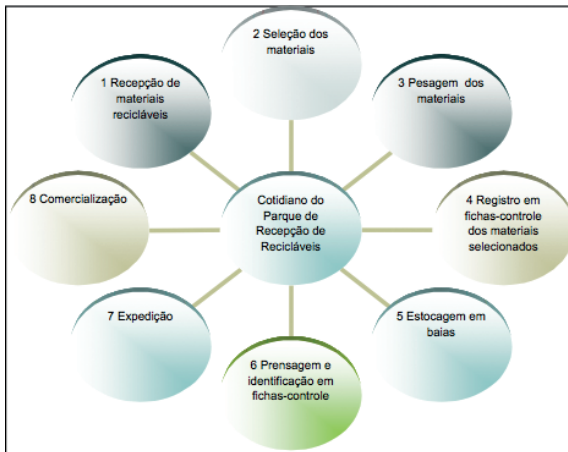 2 Seleção dos
materiais
1 Recepção de
materiais
recicláveis
3 Pesagem dos
materiais
8 Comercialização
Cotidiano do
Parque de
Recepção de
Recicláveis
4 Registro em
fichas-controle
dos materiais
selecionados
7 Expedição
5 Estocagem em
baias
6 Prensagem e
identificação em
fichas-controle